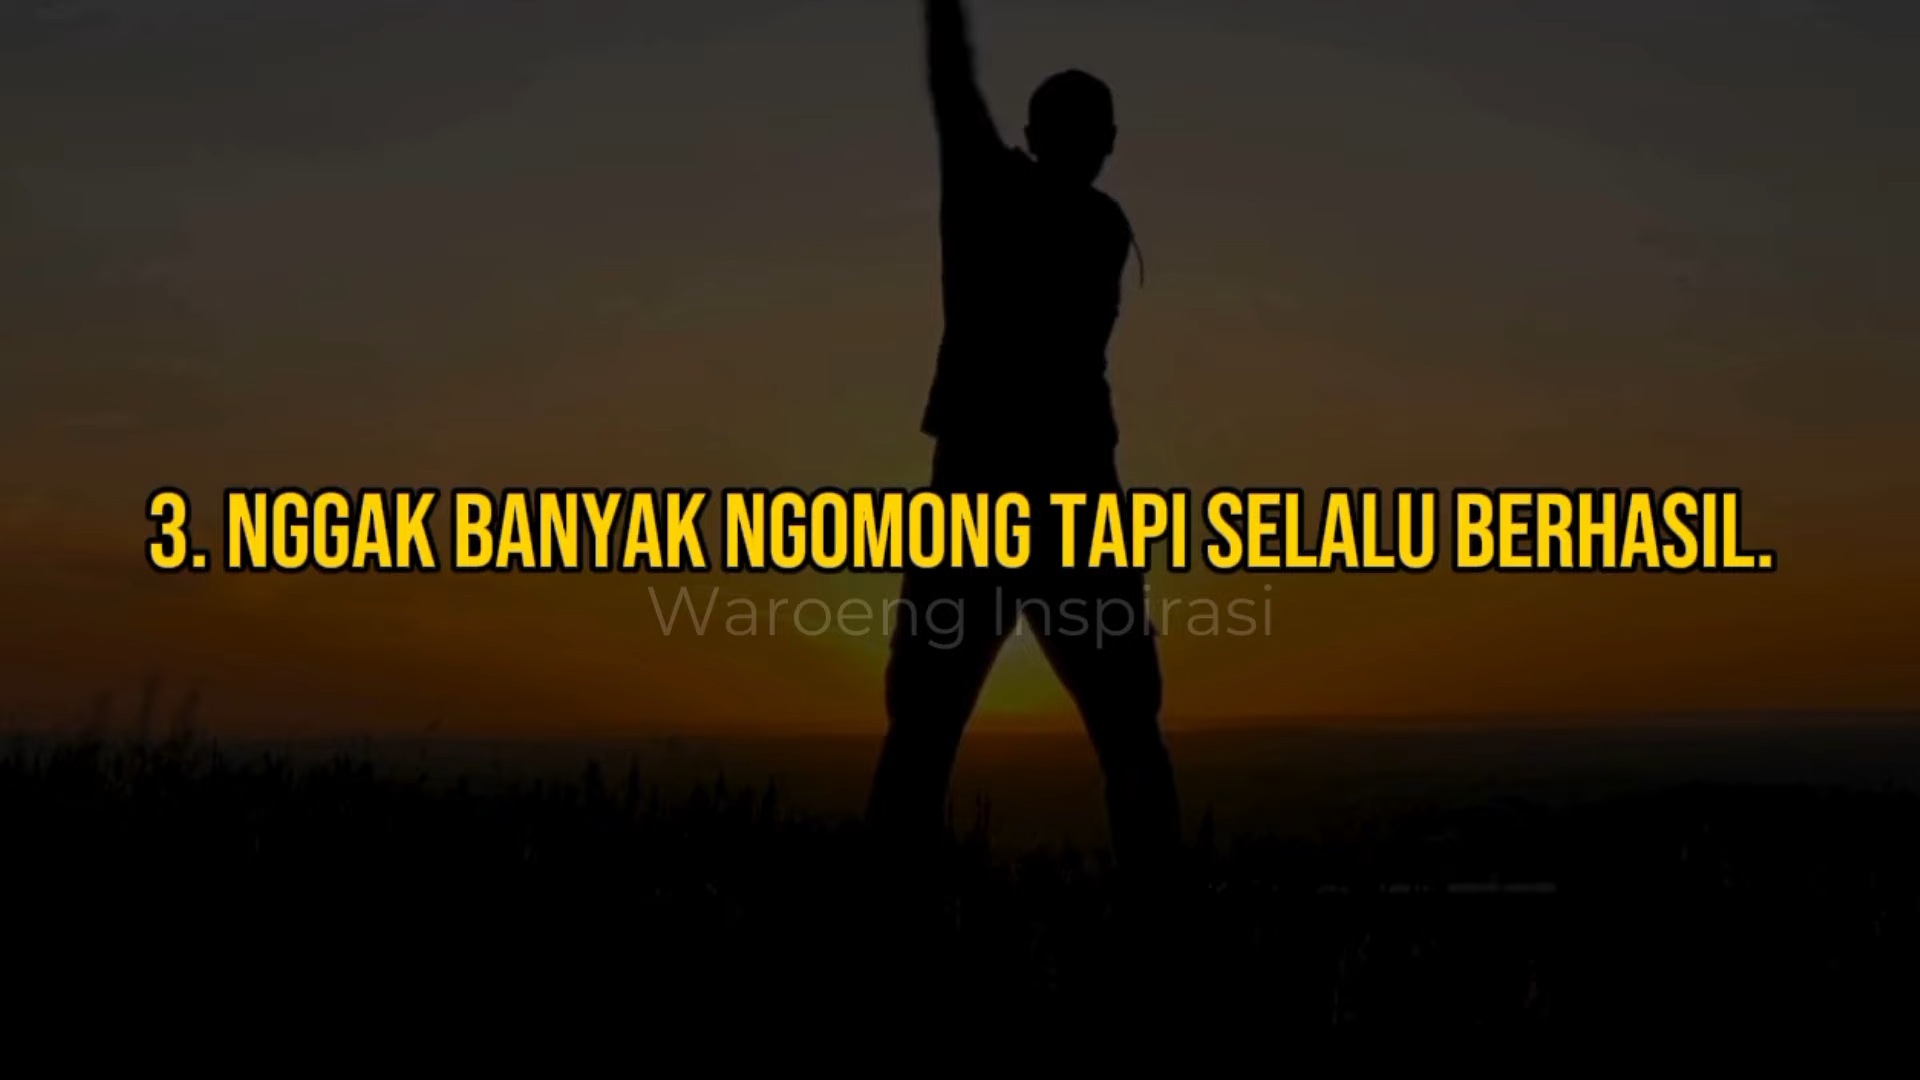 3. NGGAK BANYAK NGOMONG TAPI SELALU BERHASIL.
Waroeng Inspirasi